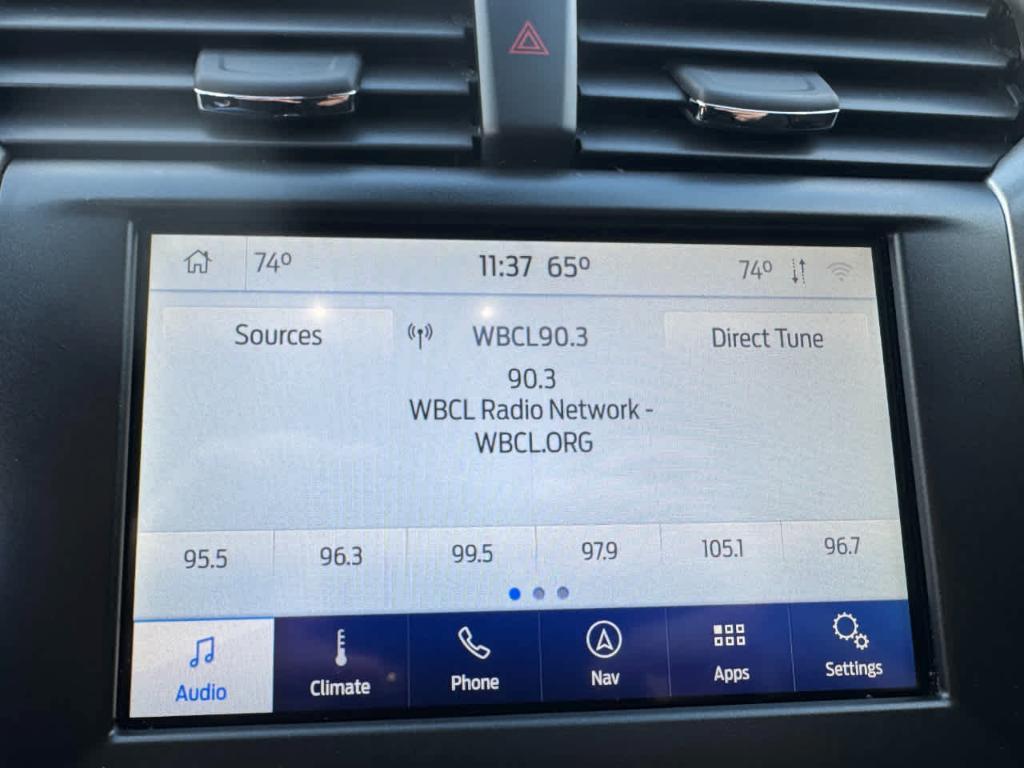 74° 11:37 65° 74°
Sources WBCL90.3 Direct Tune
90.3
WBCL Radio Network -
WBCL.ORG
95.5 96.3 99.5 97.9 105.1 96.7
Audio Climate Phone Nav Apps Settings